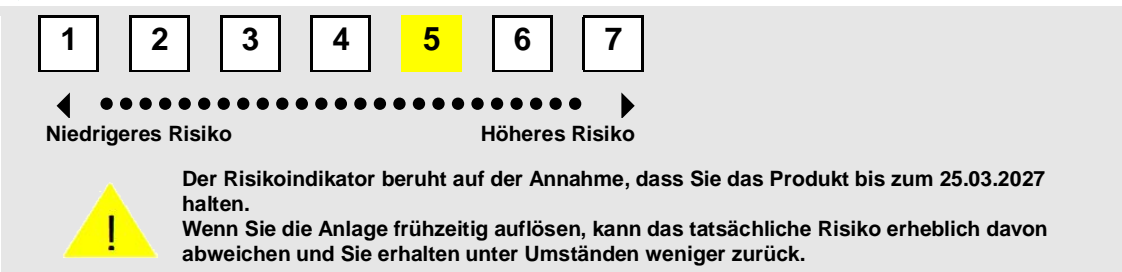 1 2 3 4 5 6 7
Niedrigeres Risiko Höheres Risiko
Der Risikoindikator beruht auf der Annahme, dass Sie das Produkt bis zum 25.03.2027
halten.
Wenn Sie die Anlage frühzeitig auflösen, kann das tatsächliche Risiko erheblich davon
abweichen und Sie erhalten unter Umständen weniger zurück.
!